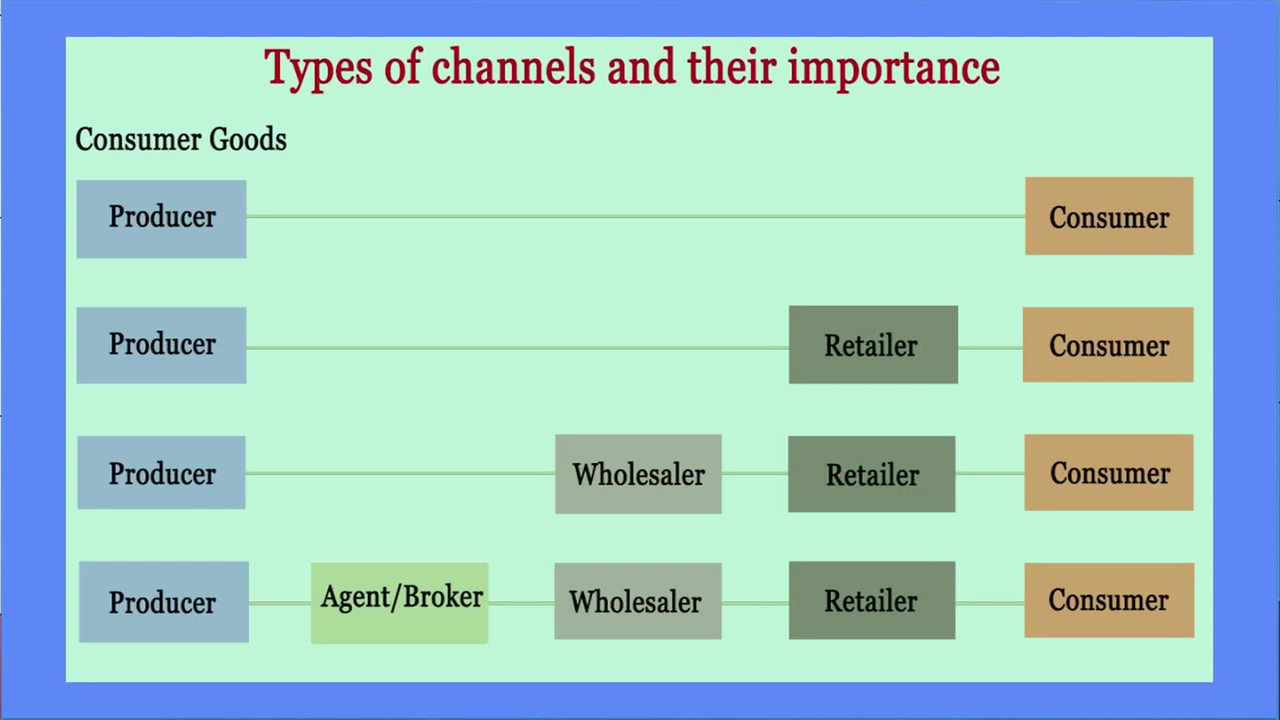 Types of channels and their importance
Consumer Goods
Producer Consumer
Producer Retailer Consumer
Producer Wholesaler Retailer Consumer
Producer Agent/Broker Wholesaler Retailer Consumer